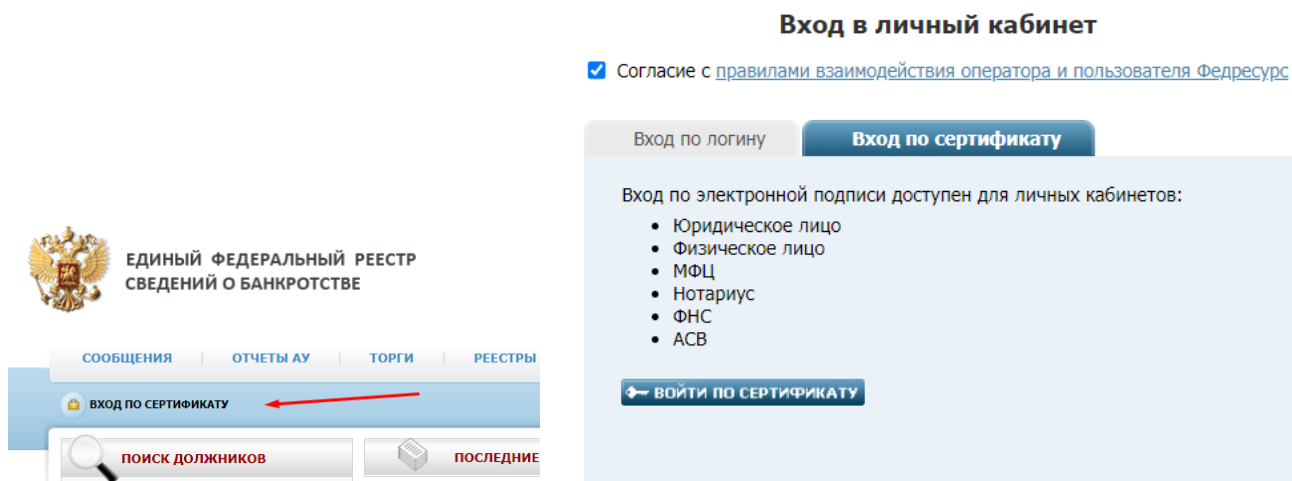 Вход в личный кабинет
Согласие с правилами взаимодействия оператора и пользователя Федресурс
Вход по логину
Вход по сертификату
Вход по электронной подписи доступен для личных кабинетов:
• Юридическое лицо
• Физическое лицо
• МФЦ
• Нотариус
• ФНС
• АСВ
ВОЙТИ ПО СЕРТИФИКАТУ
ЕДИНЫЙ ФЕДЕРАЛЬНЫЙ РЕЕСТР
СВЕДЕНИЙ О БАНКРОТСТВЕ
СООБЩЕНИЯ ОТЧЕТЫ АУ ТОРГИ РЕЕСТРЫ
ВХОД ПО СЕРТИФИКАТУ
ПОИСК ДОЛЖНИКОВ
ПОСЛЕДНИЕ